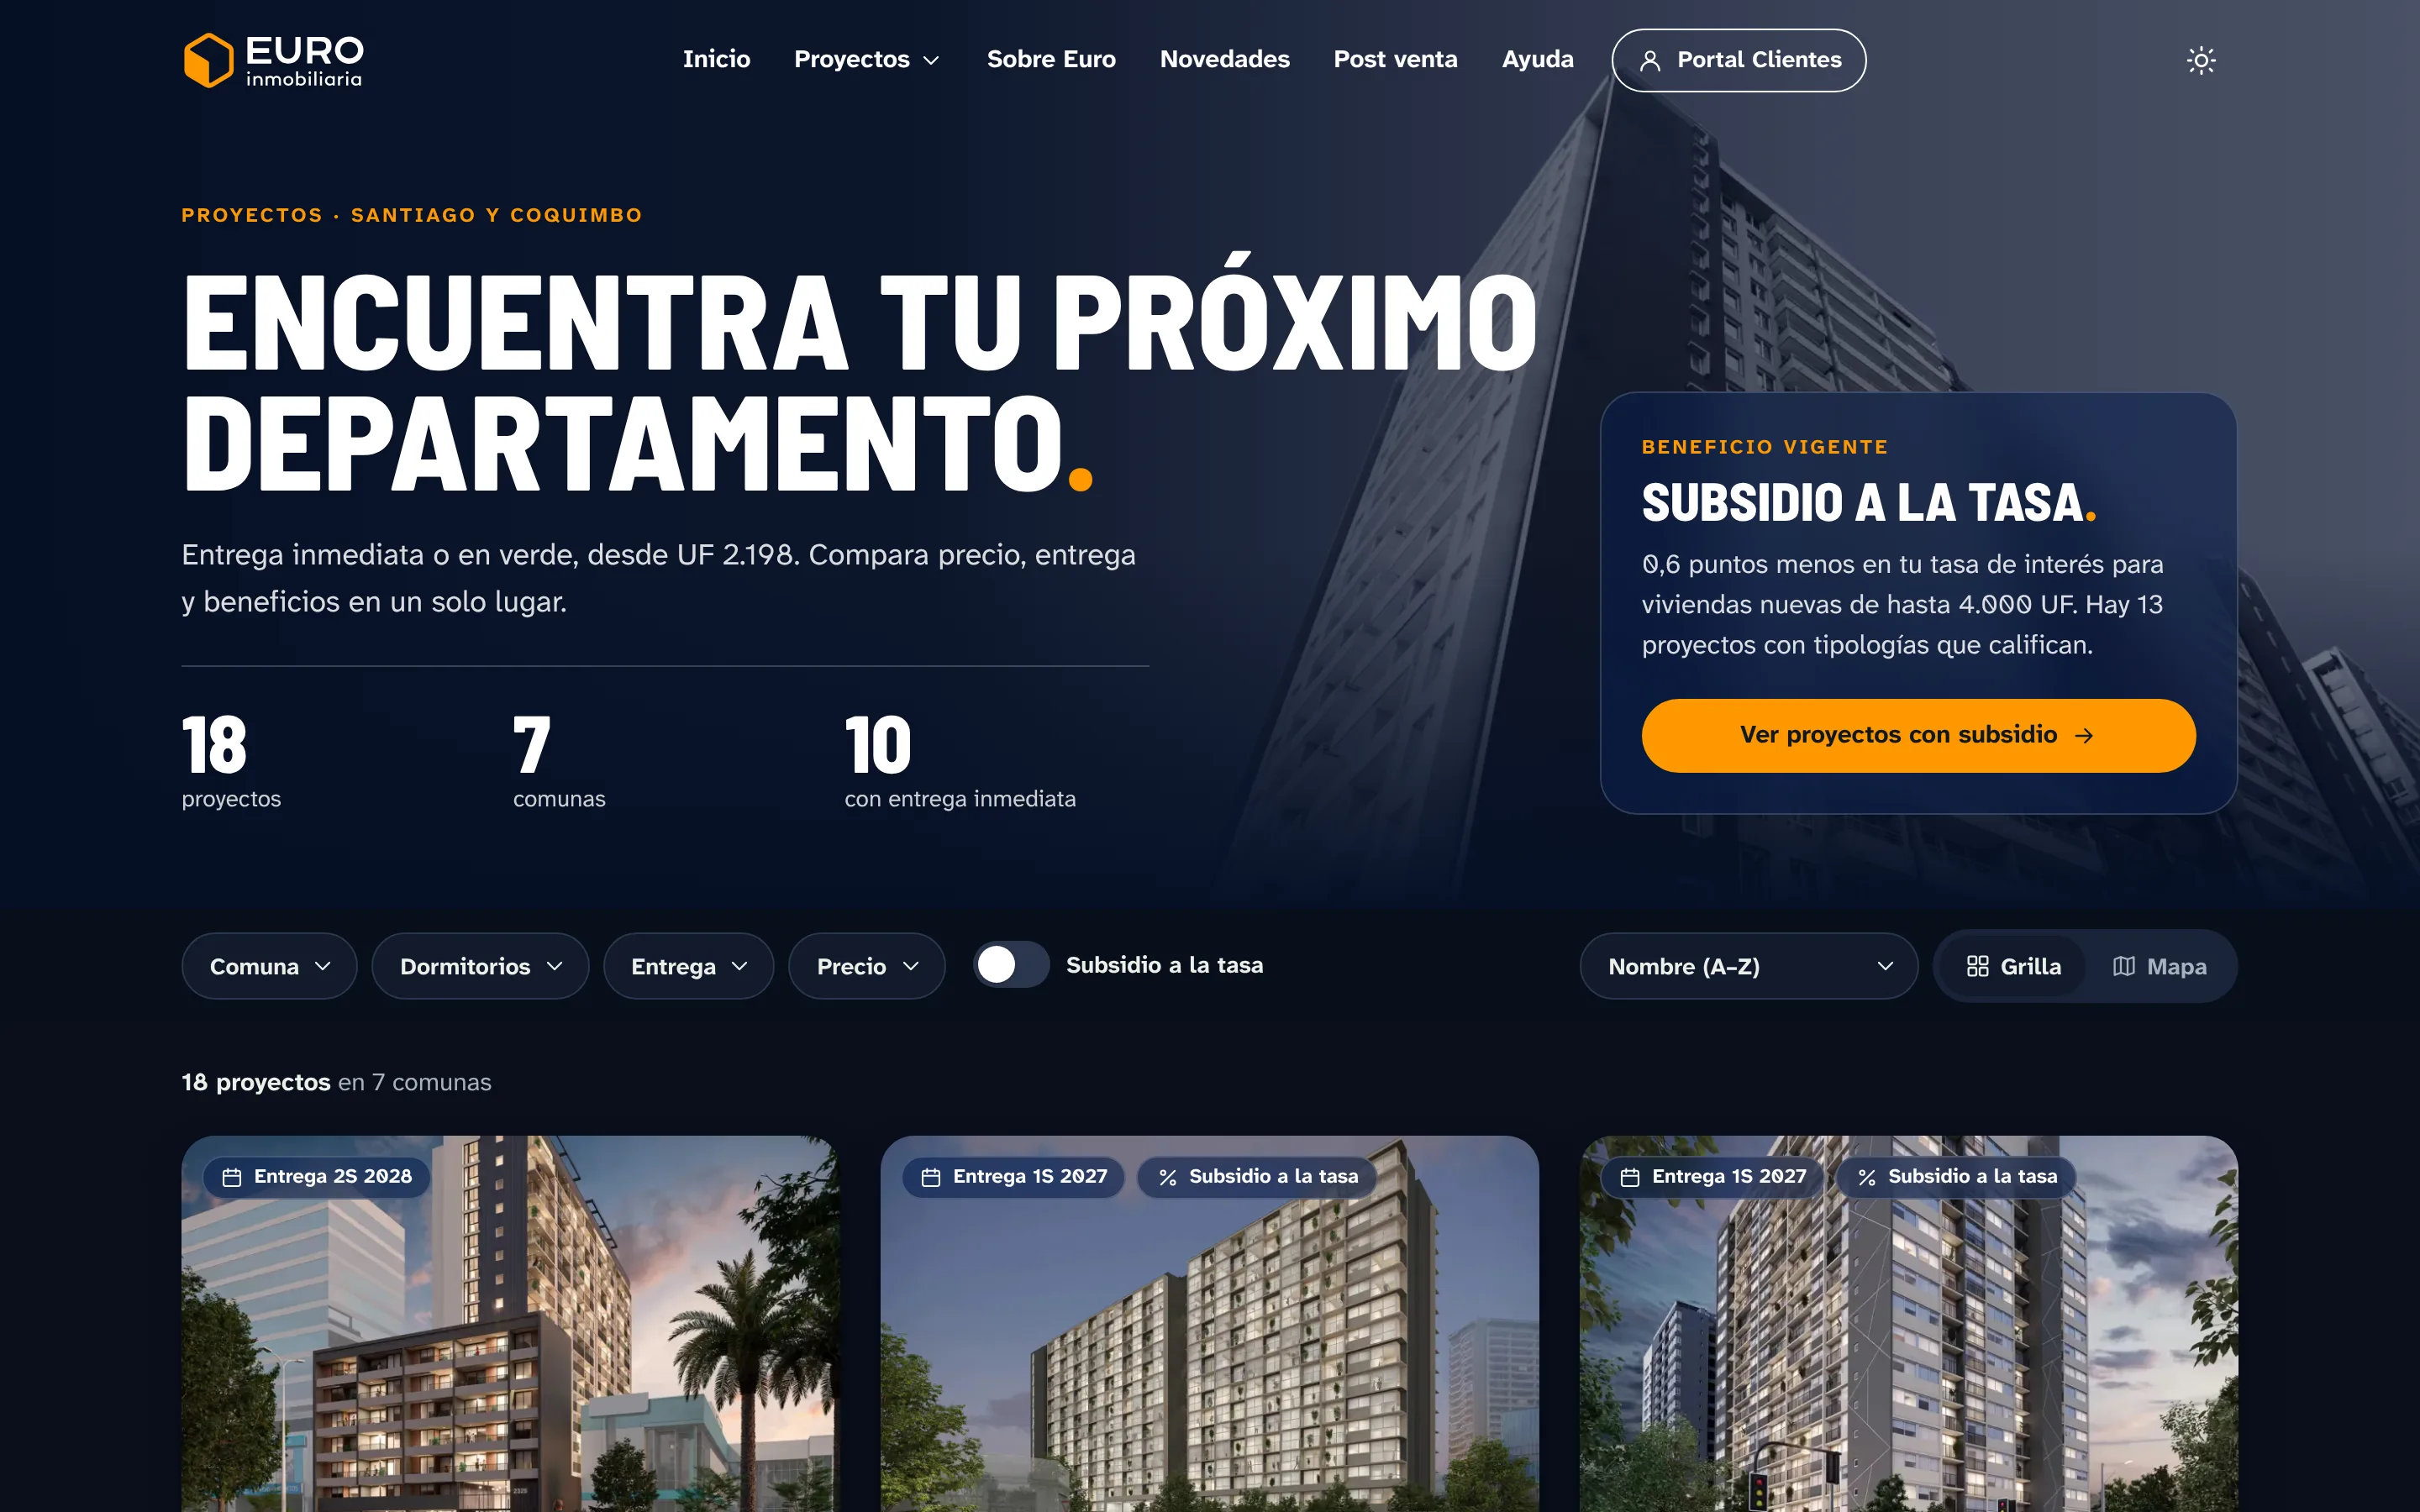 EURO
inmobiliaria
Inicio
Proyectos
Sobre Euro
Novedades
Post venta
Ayuda
Portal Clientes
PROYECTOS · SANTIAGO Y COQUIMBO
ENCUENTRA TU PRÓXIMO
DEPARTAMENTO.
Entrega inmediata o en verde, desde UF 2.198. Compara precio, entrega
y beneficios en un solo lugar.
18
proyectos
7
comunas
10
con entrega inmediata
BENEFICIO VIGENTE
SUBSIDIO A LA TASA.
0,6 puntos menos en tu tasa de interés para
viviendas nuevas de hasta 4.000 UF. Hay 13
proyectos con tipologías que califican.
Ver proyectos con subsidio →
Comuna
Dormitorios
Entrega
Precio
Subsidio a la tasa
Nombre (A–Z)
Grilla
Mapa
18 proyectos en 7 comunas
Entrega 2S 2028
Entrega 1S 2027
% Subsidio a la tasa
Entrega 1S 2027
% Subsidio a la tasa